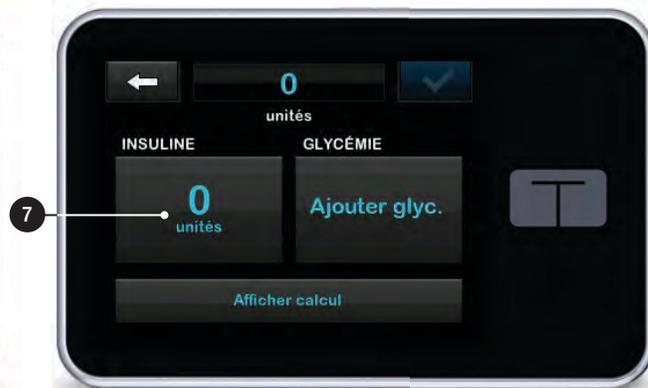 0
unités
INSULINE
GLYCÉMIE
0
unités
Ajouter glyc.
Afficher calcul
7